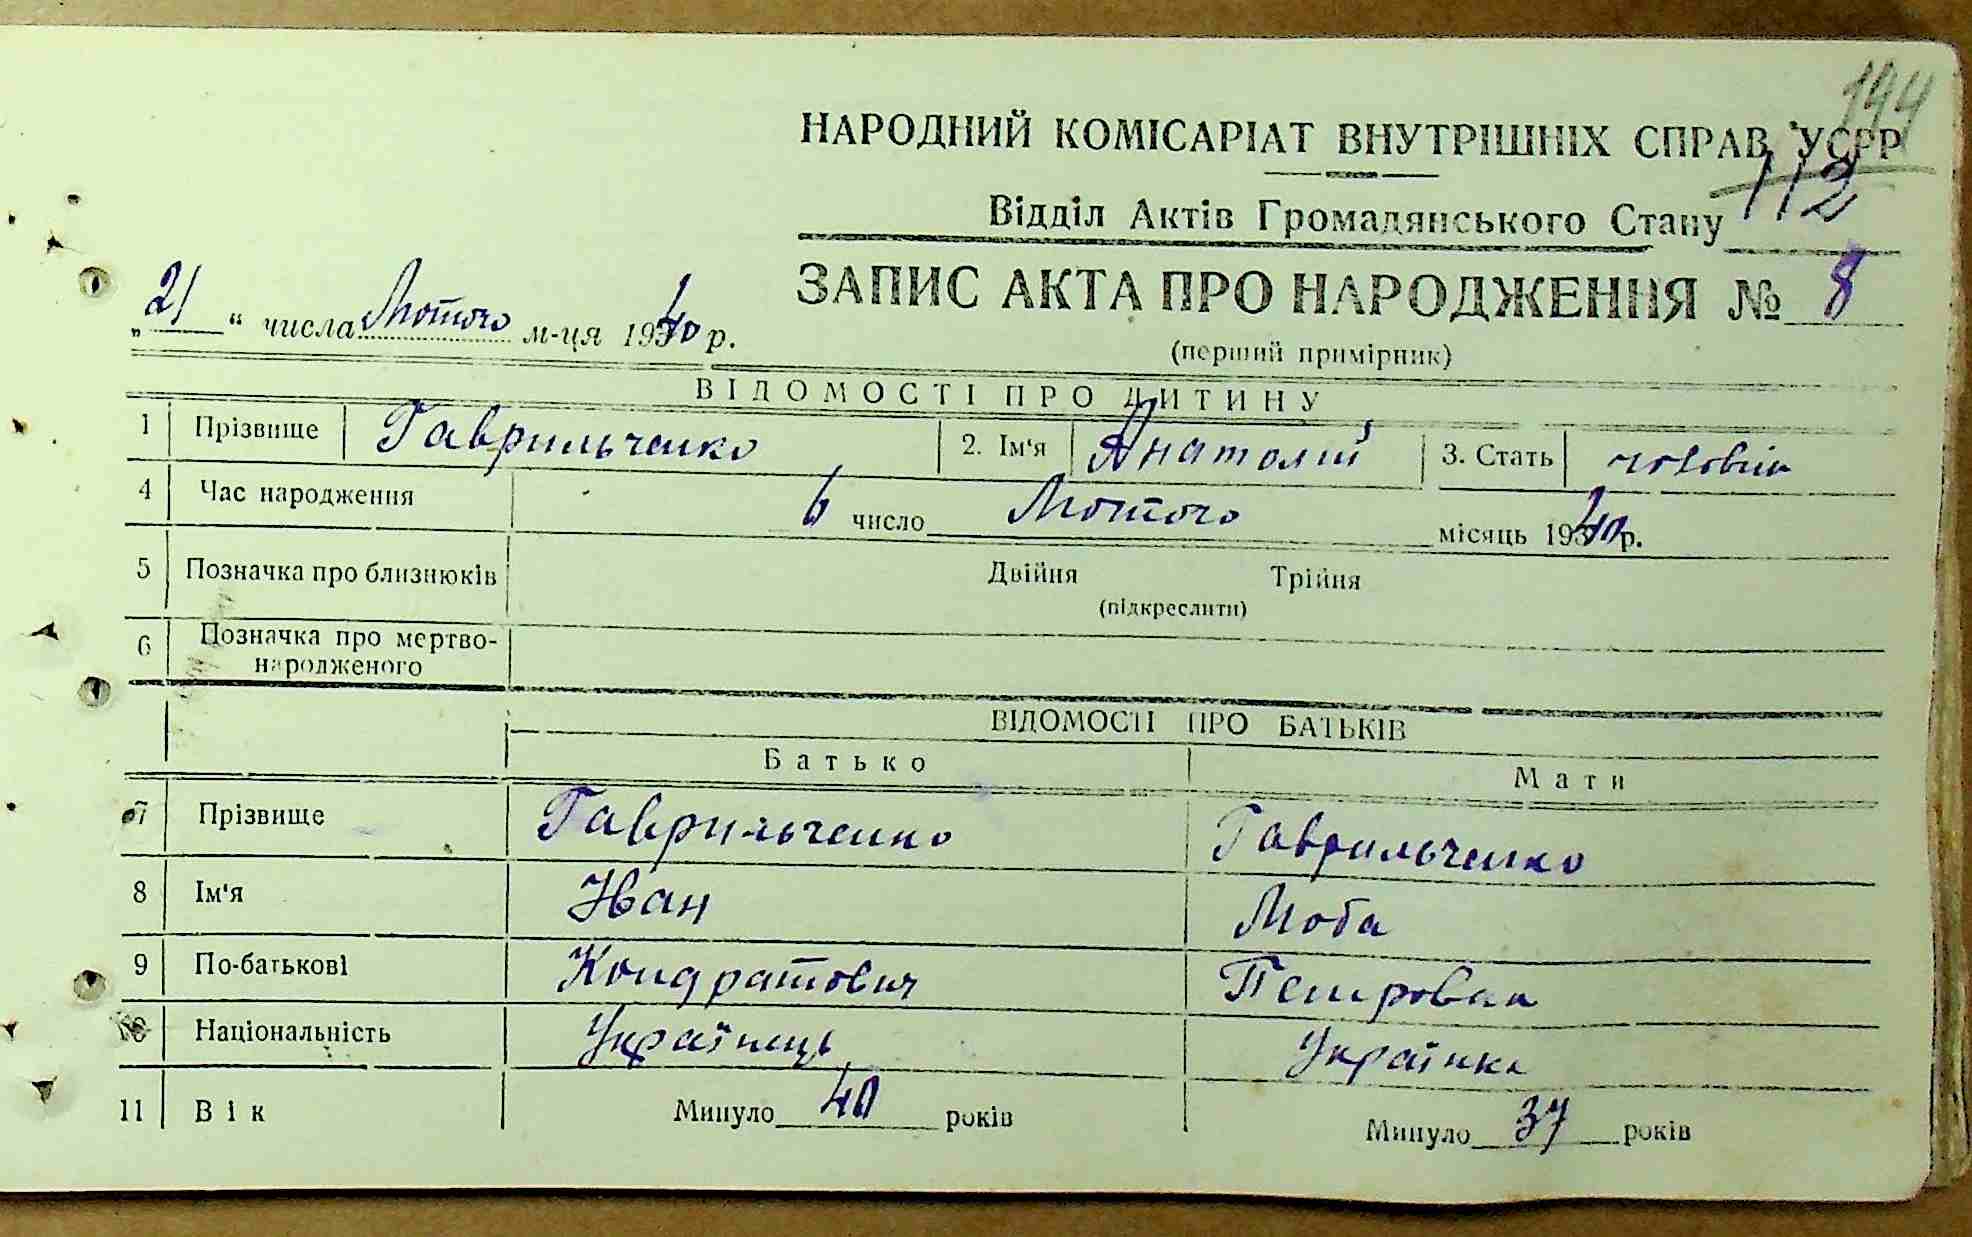 144
НАРОДНИЙ КОМІСАРІАТ ВНУТРІШНІХ СПРАВ УСРР
112
Відділ Актів Громадянського Стану
ЗАПИС АКТА ПРО НАРОДЖЕННЯ № 8
„21“ числа Лютого м-ця 1940 р.
(перший примірник)
ВІДОМОСТІ ПРО ДИТИНУ
1 Прізвище Гаврильченко 2. Ім'я Анатолий 3. Стать чоловік
4 Час народження 6 число Лютого місяць 1940 р.
5 Позначка про близнюків Двійня Трійня
(підкреслити)
6 Позначка про мертво-
народженого
ВІДОМОСТІ ПРО БАТЬКІВ
Батько Мати
7 Прізвище Гаврильченко Гаврильченко
8 Ім'я Иван Люба
9 По-батькові Кондратович Петровна
10 Національність Українець Українка
11 Вік Минуло 40 років Минуло 37 років